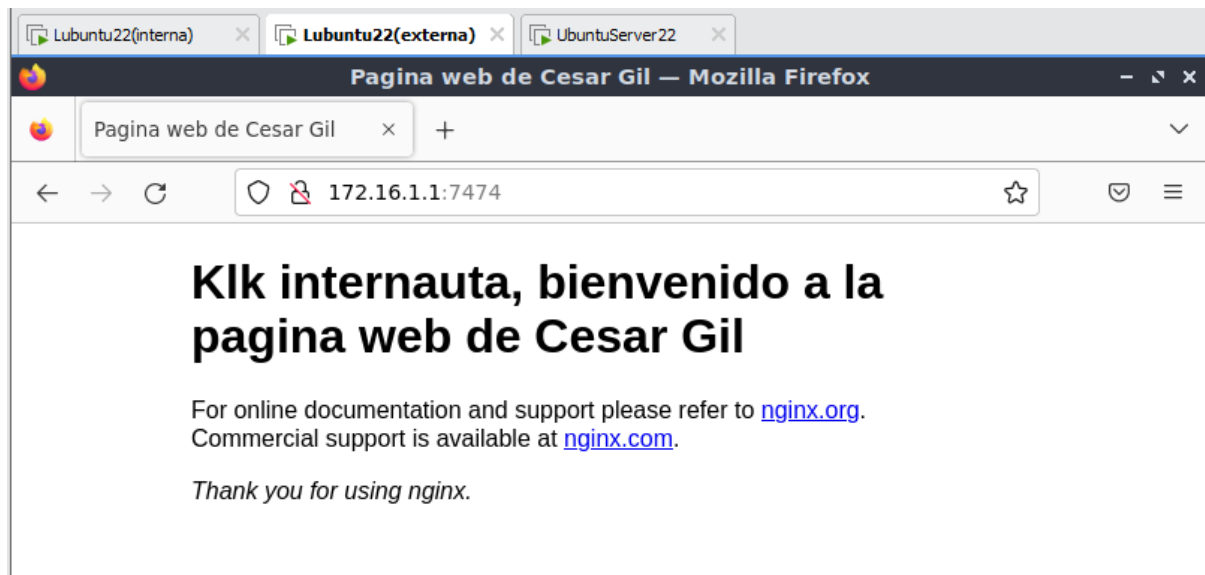 Lubuntu22(interna)
Lubuntu22(externa)
UbuntuServer22
Pagina web de Cesar Gil — Mozilla Firefox
Pagina web de Cesar Gil
172.16.1.1:7474
Klk internauta, bienvenido a la
pagina web de Cesar Gil
For online documentation and support please refer to nginx.org.
Commercial support is available at nginx.com.
Thank you for using nginx.